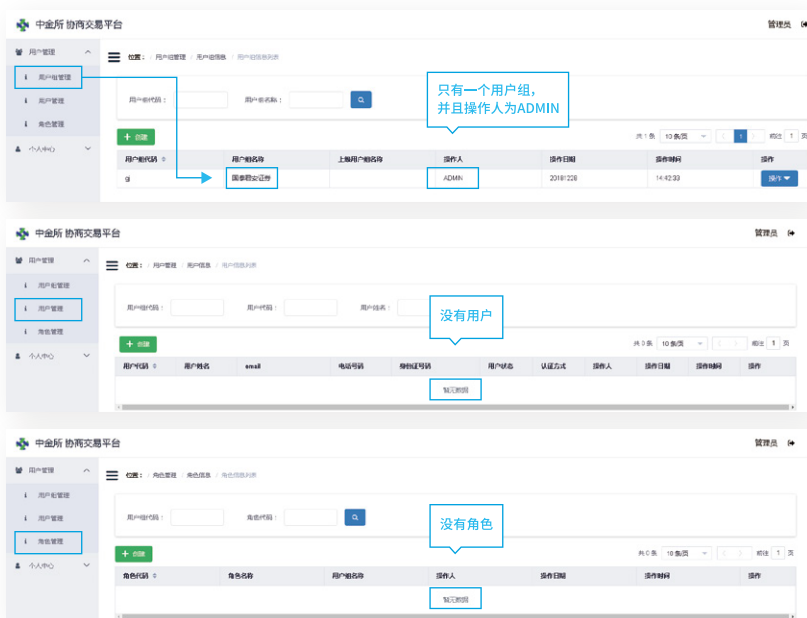 中金所 协商交易平台
管理员
用户管理
位置： / 用户组管理 / 用户组信息 / 用户组信息列表
用户组管理
用户管理
角色管理
个人中心
用户组代码：
用户组名称：
只有一个用户组，
并且操作人为ADMIN
+ 创建
共 1 条 10 条/页 1 前往 1 页
用户组代码 用户组名称 上级用户组名称 操作人 操作日期 操作时间 操作
gj 国泰君安证券 ADMIN 20181228 14:42:33 操作
中金所 协商交易平台
管理员
用户管理
位置： / 用户管理 / 用户信息 / 用户信息列表
用户组管理
用户管理
角色管理
个人中心
用户组代码：
用户代码：
用户姓名：
没有用户
+ 创建
共 0 条 10 条/页 前往 1 页
用户代码 用户姓名 email 电话号码 身份证号码 用户状态 认证方式 操作人 操作日期 操作时间 操作
暂无数据
中金所 协商交易平台
管理员
用户管理
位置： / 角色管理 / 角色信息 / 角色信息列表
用户组管理
用户管理
角色管理
个人中心
用户组代码：
角色代码：
没有角色
+ 创建
共 0 条 10 条/页 前往 1 页
角色代码 角色名称 用户组名称 操作人 操作日期 操作时间 操作
暂无数据